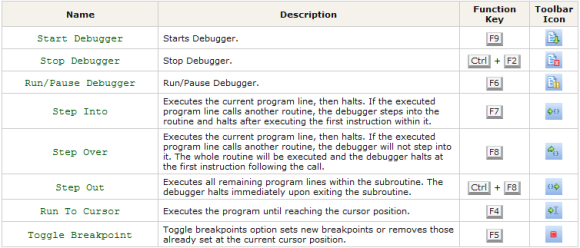 Name Description Function Key Toolbar Icon
Start Debugger Starts Debugger. F9
Stop Debugger Stop Debugger. Ctrl + F2
Run/Pause Debugger Run/Pause Debugger. F6
Step Into Executes the current program line, then halts. If the executed
program line calls another routine, the debugger steps into the
routine and halts after executing the first instruction within it. F7
Step Over Executes the current program line, then halts. If the executed
program line calls another routine, the debugger will not step into
it. The whole routine will be executed and the debugger halts at
the first instruction following the call. F8
Step Out Executes all remaining program lines within the subroutine. The
debugger halts immediately upon exiting the subroutine. Ctrl + F8
Run To Cursor Executes the program until reaching the cursor position. F4
Toggle Breakpoint Toggle breakpoints option sets new breakpoints or removes those
already set at the current cursor position. F5